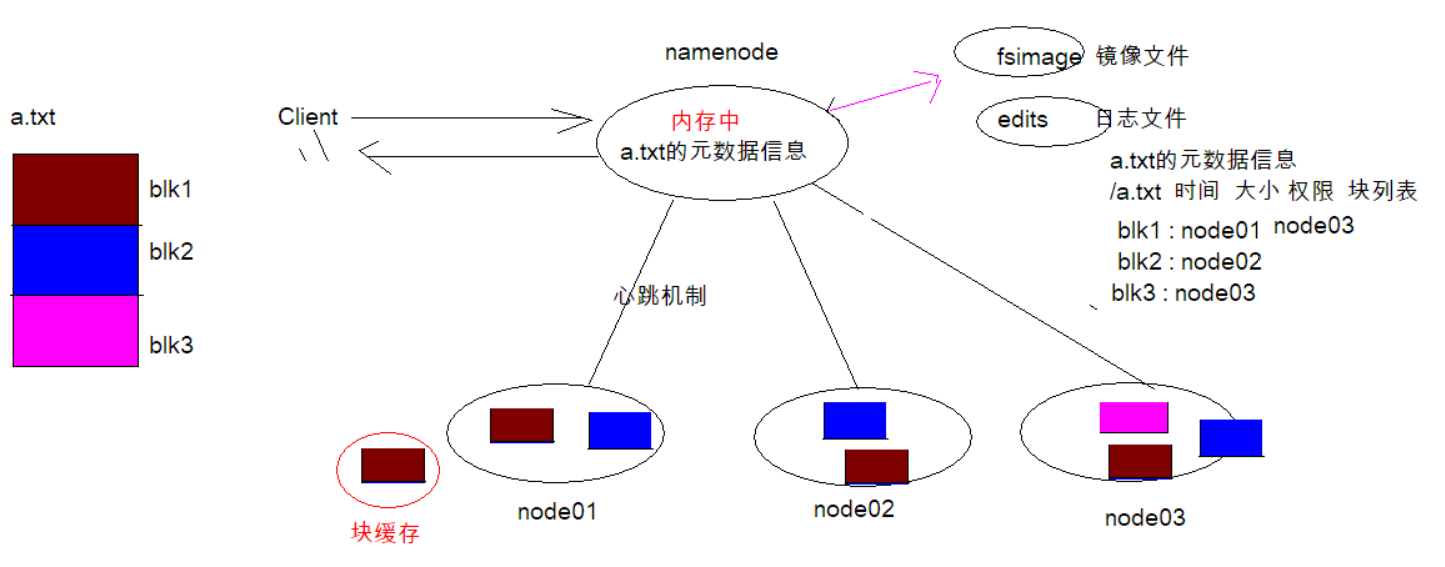 namenode
fsimage 镜像文件
a.txt
Client
内存中
a.txt的元数据信息
edits 日志文件
a.txt的元数据信息
/a.txt 时间 大小 权限 块列表
blk1
blk1 : node01 node03
blk2
blk2 : node02
blk3 : node03
心跳机制
blk3
块缓存
node01
node02
node03